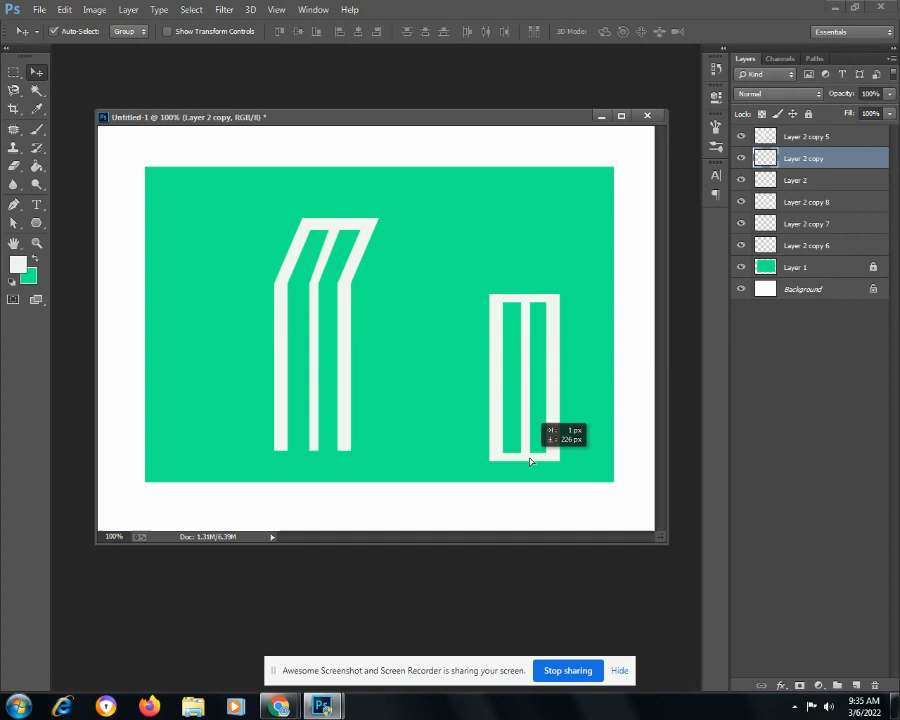 Ps File Edit Image Layer Type Select Filter 3D View Window Help
Auto-Select: Group Show Transform Controls 3D Mode: Essentials
Layers Channels Paths
Kind
Normal Opacity: 100%
Lock: Fill: 100%
Ps Untitled-1 @ 100% (Layer 2 copy, RGB/8) *
Layer 2 copy 5
Layer 2 copy
Layer 2
Layer 2 copy 8
Layer 2 copy 7
Layer 2 copy 6
Layer 1
Background
1 px
226 px
100% Doc: 1.31M/6.39M
Awesome Screenshot and Screen Recorder is sharing your screen. Stop sharing Hide
Ps
9:35 AM
3/6/2022